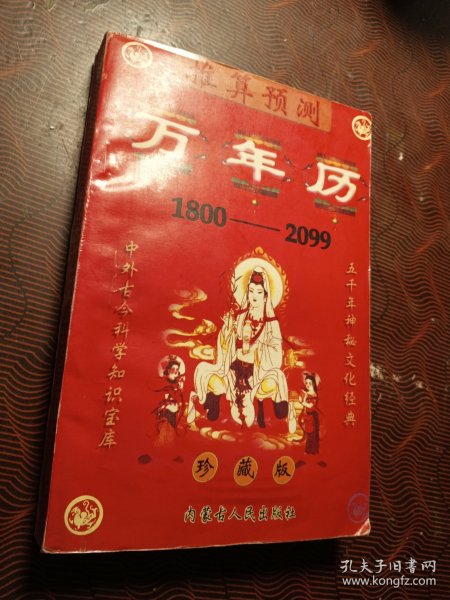 推算预测
万年历
1800——2099
中外古今科学知识宝库
五千年神秘文化经典
珍藏版
内蒙古人民出版社
孔夫子旧书网
www.kongfz.com